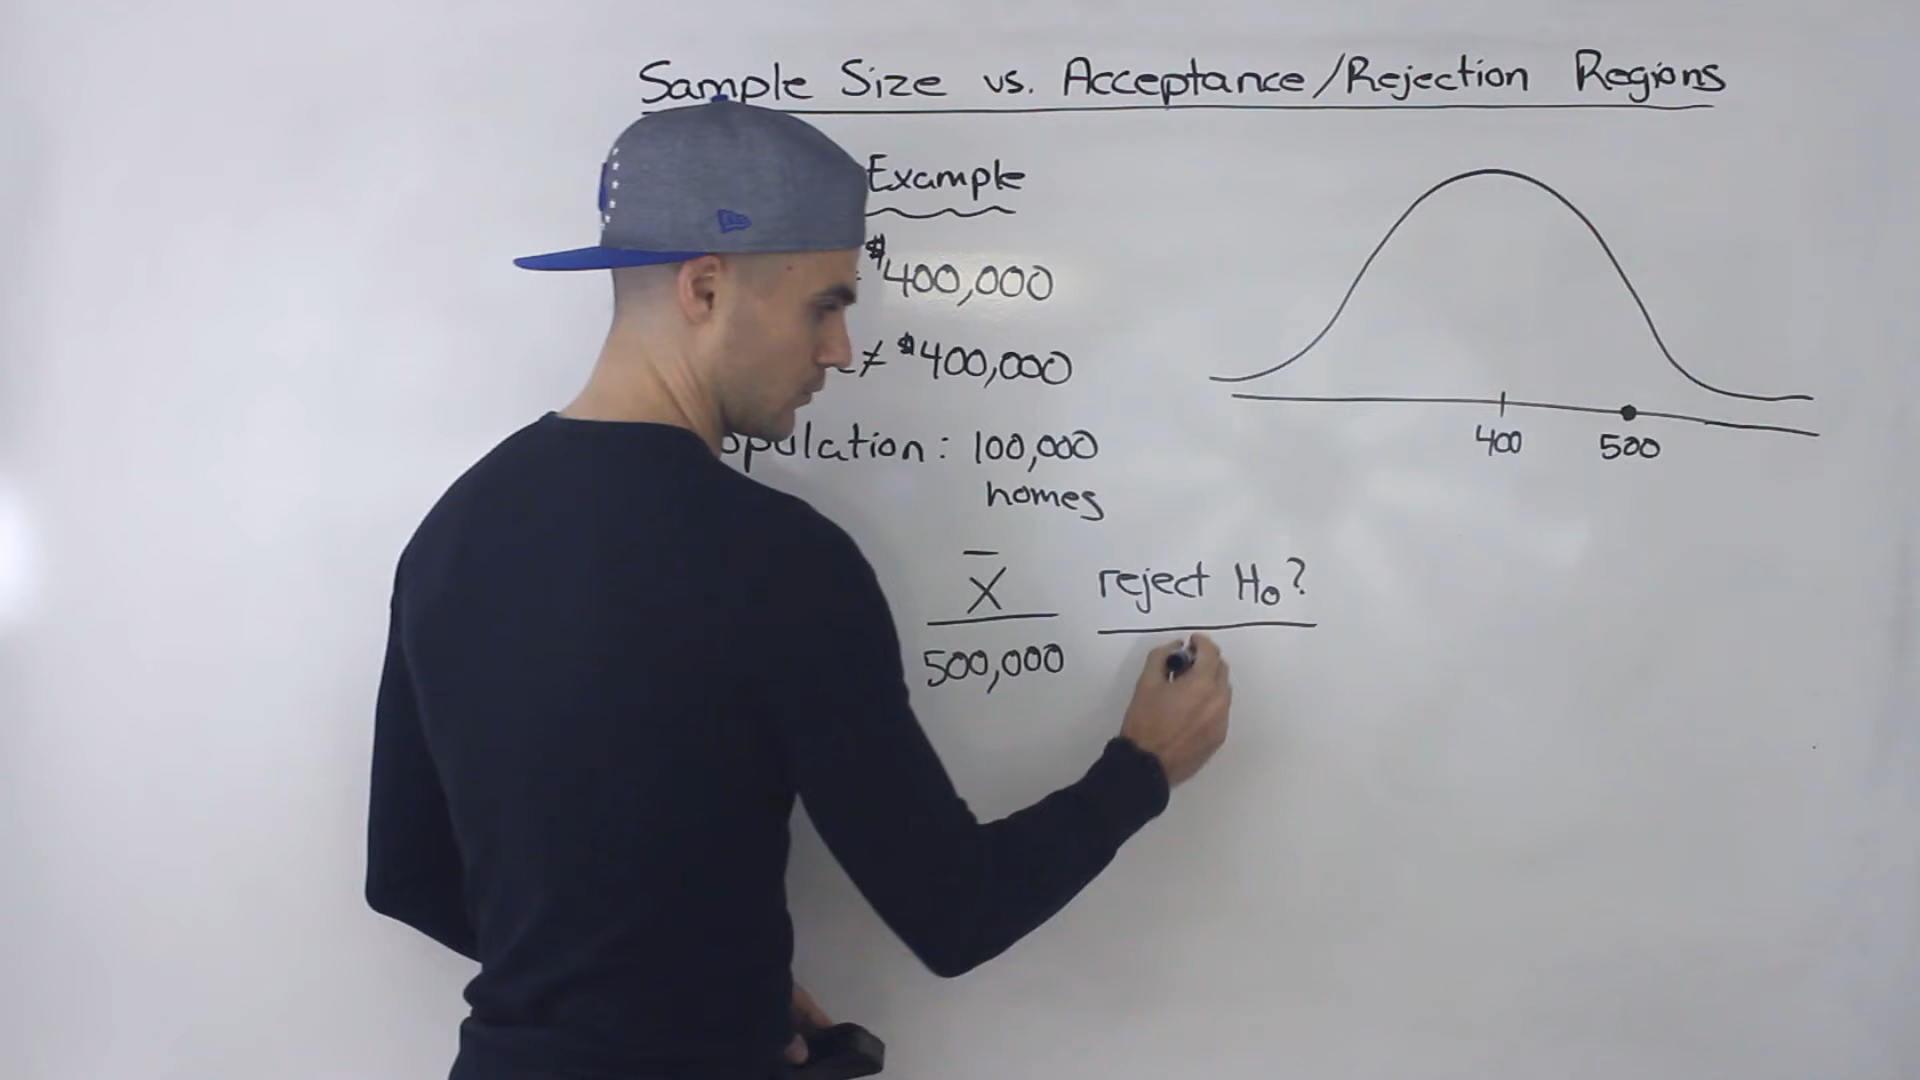 Sample Size vs. Acceptance/Rejection Regions
Example
$400,000
≠ $400,000
opulation: 100,000
homes
400
500
X̄
reject H₀?
500,000